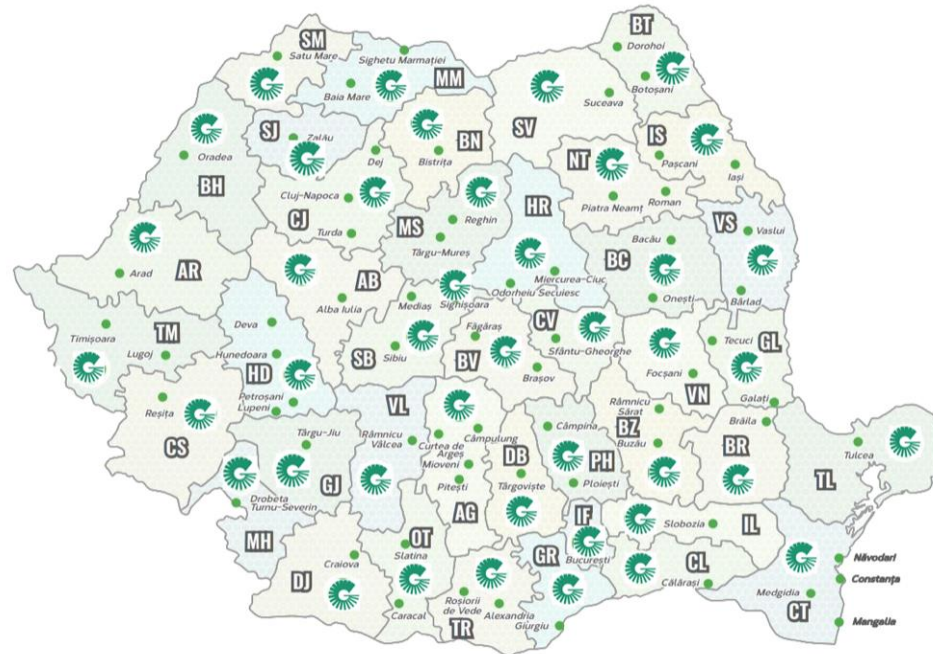 SM
Satu Mare
Sighetu Marmației
Baia Mare
MM
BT
Dorohoi
Botoșani
SV
Suceava
SJ
Zalău
BN
Bistrița
Oradea
BH
Dej
Cluj-Napoca
CJ
Turda
IS
Pașcani
Iași
NT
Piatra Neamț
Roman
MS
Reghin
Târgu-Mureș
HR
Miercurea-Ciuc
Odorheiu Secuiesc
VS
Vaslui
Bârlad
BC
Bacău
Onești
Arad
AR
AB
Alba Iulia
Sighișoara
Mediaș
SB
Sibiu
Timișoara
TM
Lugoj
Deva
Hunedoara
HD
Petroșani
Lupeni
Făgăraș
BV
Brașov
CV
Sfântu-Gheorghe
Tecuci
GL
Galați
Focșani
VN
Reșița
CS
Târgu-Jiu
GJ
VL
Râmnicu
Vâlcea
Curtea de
Argeș
Câmpulung
Mioveni
Pitești
AG
DB
Târgoviște
Câmpina
PH
Ploiești
Râmnicu
Sărat
BZ
Buzău
Brăila
BR
Tulcea
TL
Drobeta
Turnu-Severin
MH
DJ
Craiova
OT
Slatina
Caracal
Roșiorii
de Vede
TR
Alexandria
GR
Giurgiu
IF
București
Slobozia
IL
Călărași
CL
Năvodari
Constanța
Medgidia
CT
Mangalia